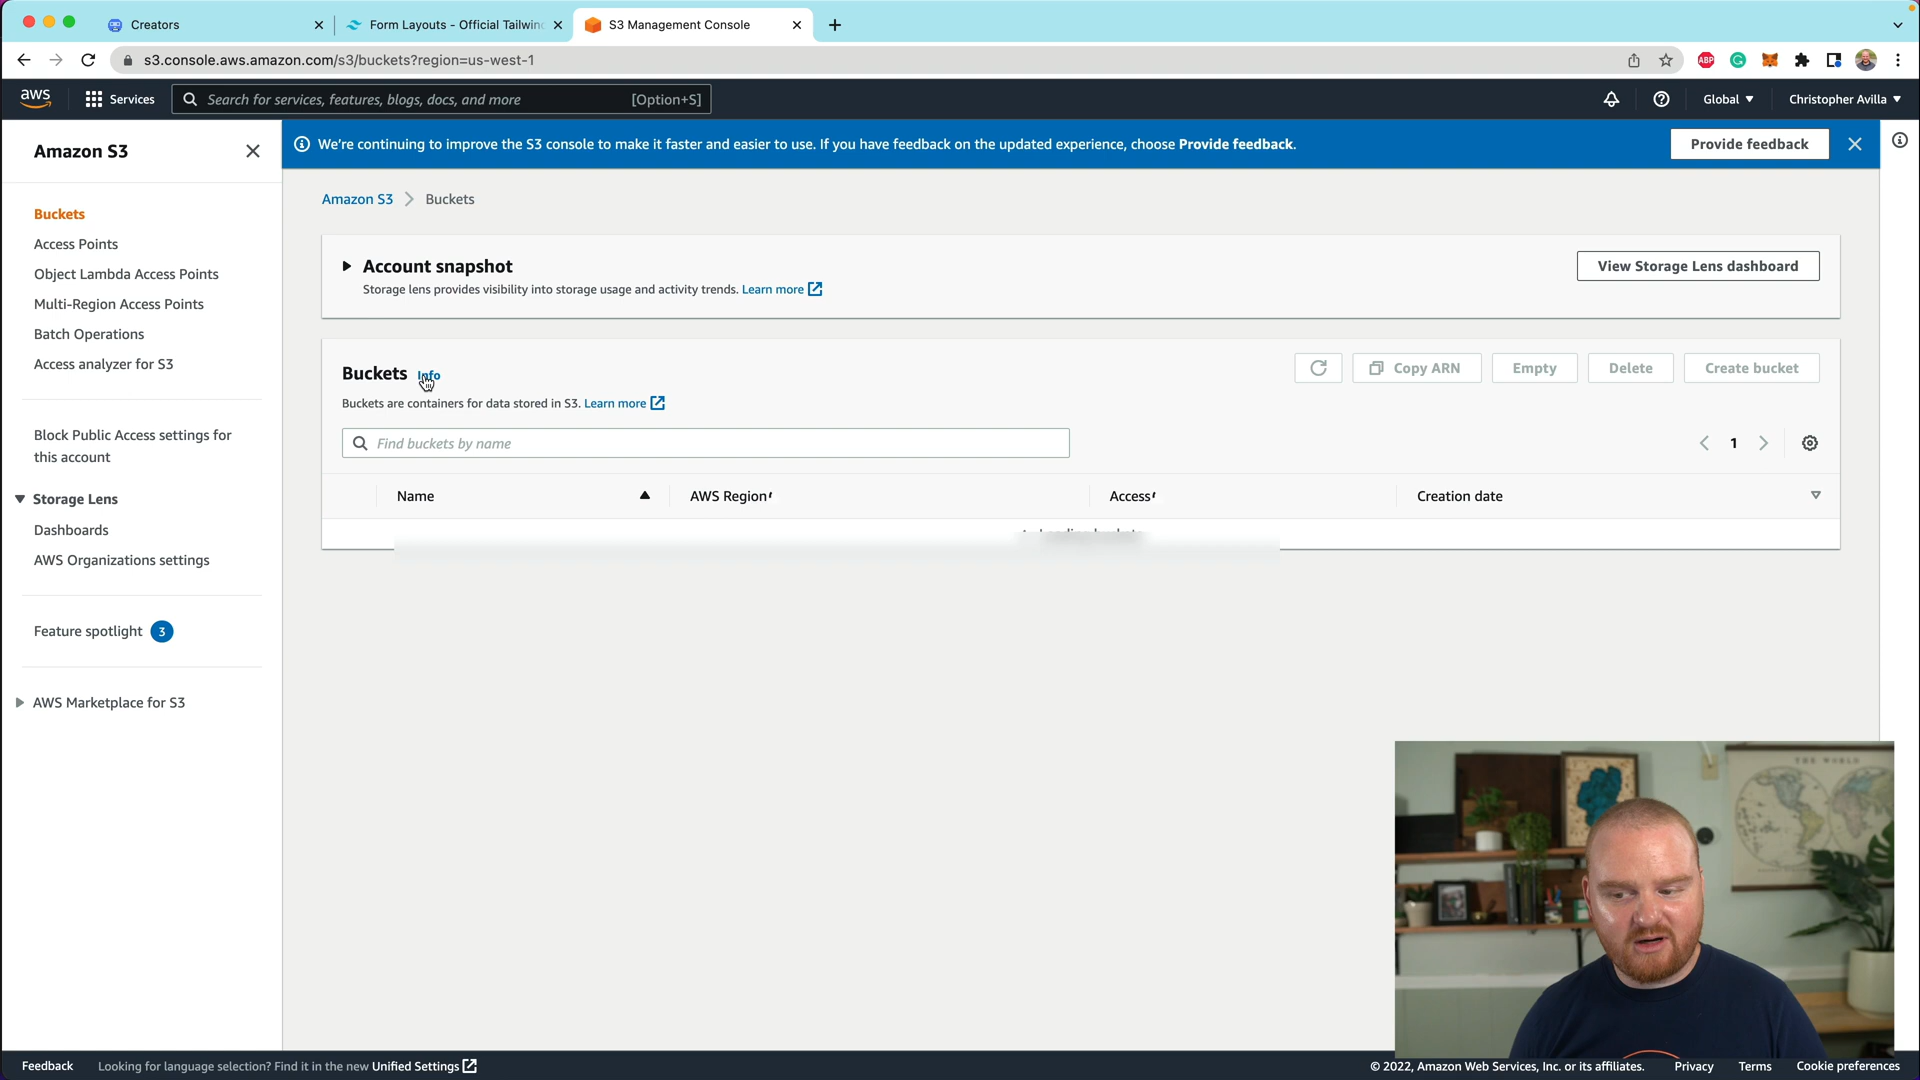 Creators
Form Layouts - Official Tailwin
S3 Management Console
s3.console.aws.amazon.com/s3/buckets?region=us-west-1
ABP
aws
Services
Search for services, features, blogs, docs, and more
[Option+S]
Global
Christopher Avilla
Amazon S3
We're continuing to improve the S3 console to make it faster and easier to use. If you have feedback on the updated experience, choose Provide feedback.
Provide feedback
Amazon S3
Buckets
Buckets
Access Points
Object Lambda Access Points
Multi-Region Access Points
Batch Operations
Access analyzer for S3
Block Public Access settings for
this account
Storage Lens
Dashboards
AWS Organizations settings
Feature spotlight
3
AWS Marketplace for S3
Account snapshot
Storage lens provides visibility into storage usage and activity trends. Learn more
View Storage Lens dashboard
Buckets
Info
Copy ARN
Empty
Delete
Create bucket
Buckets are containers for data stored in S3. Learn more
Find buckets by name
1
Name
AWS Region
Access
Creation date
THE WORLD
Feedback
Looking for language selection? Find it in the new Unified Settings
© 2022, Amazon Web Services, Inc. or its affiliates.
Privacy
Terms
Cookie preferences